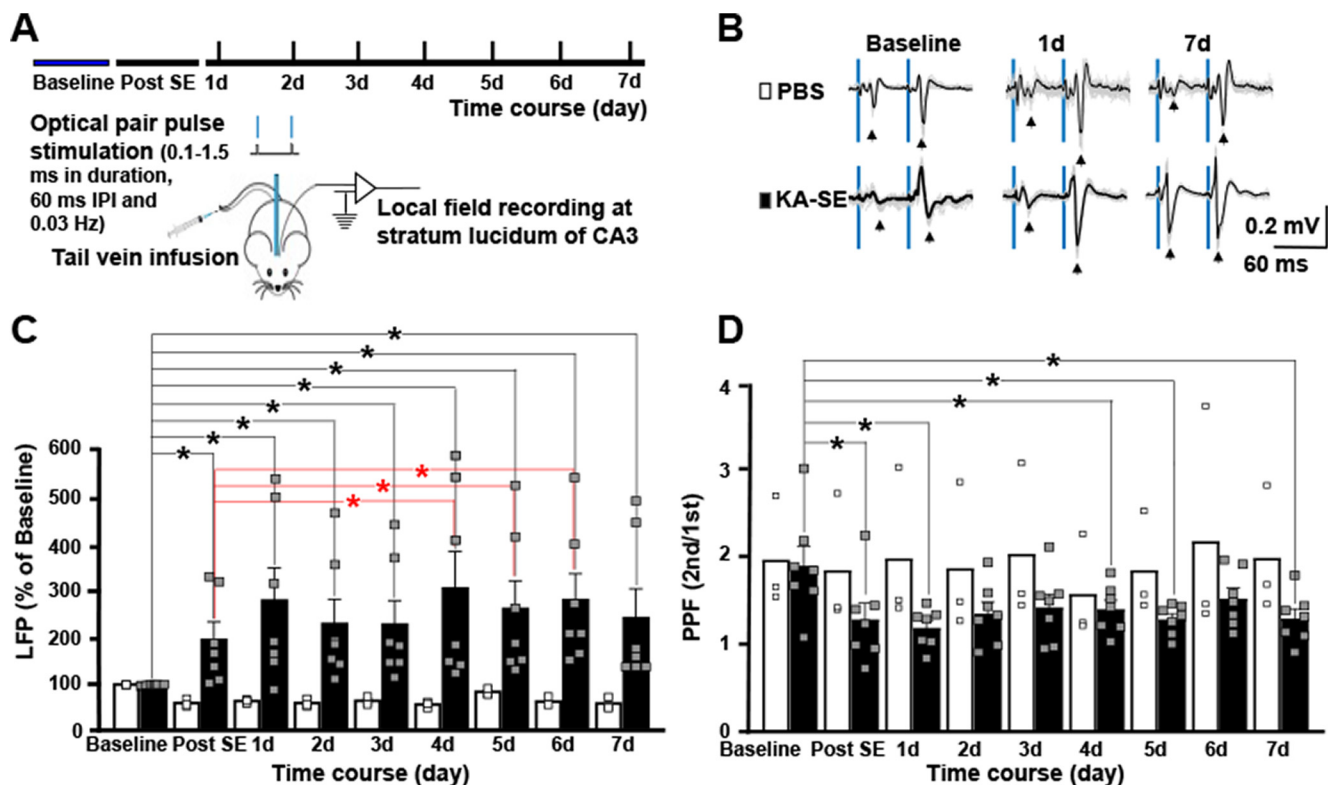 A
Baseline Post SE 1d 2d 3d 4d 5d 6d 7d
Time course (day)
Optical pair pulse
stimulation (0.1-1.5
ms in duration,
60 ms IPI and
0.03 Hz)
Tail vein infusion
Local field recording at
stratum lucidum of CA3
B
Baseline 1d 7d
PBS
KA-SE
0.2 mV
60 ms
C
* * * * * * * *
* * *
LFP (% of Baseline)
600
500
400
300
200
100
0
Baseline Post SE 1d 2d 3d 4d 5d 6d 7d
Time course (day)
D
* * * * *
PPF (2nd/1st)
4
3
2
1
0
Baseline Post SE 1d 2d 3d 4d 5d 6d 7d
Time course (day)